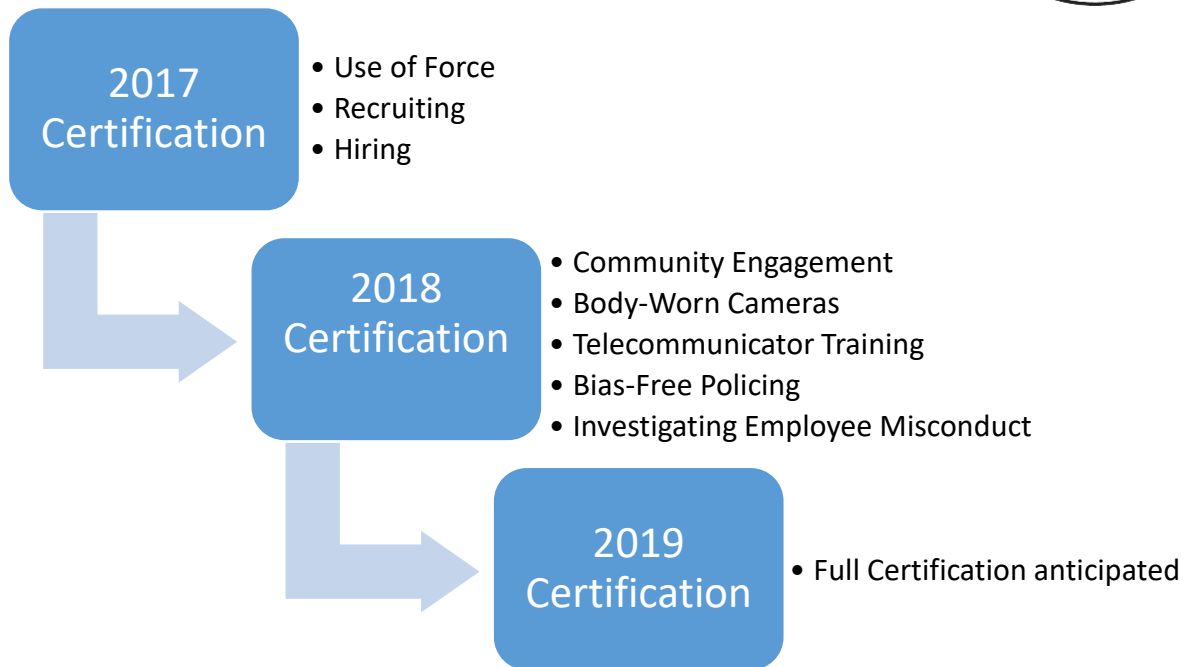 2017
Certification
• Use of Force
• Recruiting
• Hiring
2018
Certification
• Community Engagement
• Body-Worn Cameras
• Telecommunicator Training
• Bias-Free Policing
• Investigating Employee Misconduct
2019
Certification
• Full Certification anticipated